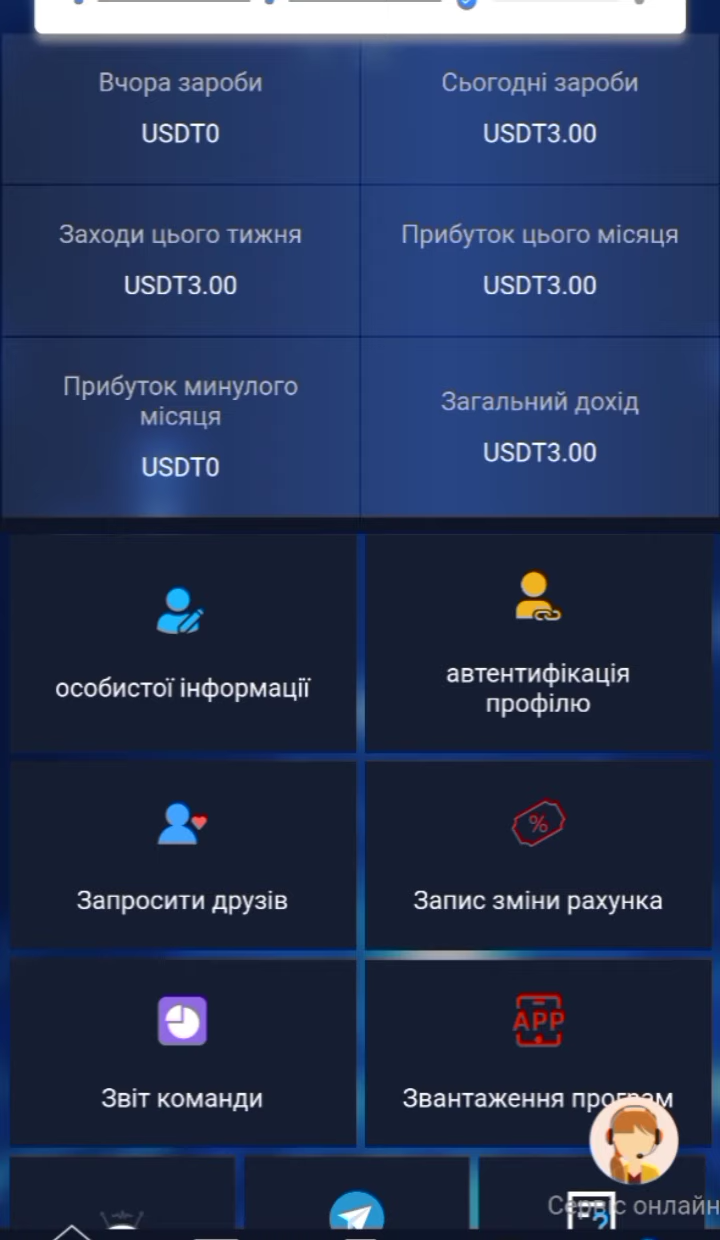 Вчора зароби
Сьогодні зароби
USDT0
USDT3.00
Заходи цього тижня
Прибуток цього місяця
USDT3.00
USDT3.00
Прибуток минулого
місяця
USDT0
Загальний дохід
USDT3.00
особистої інформації
автентифікація
профілю
Запросити друзів
%
Запис зміни рахунка
Звіт команди
APP
Звантаження програм
Сервіс онлайн